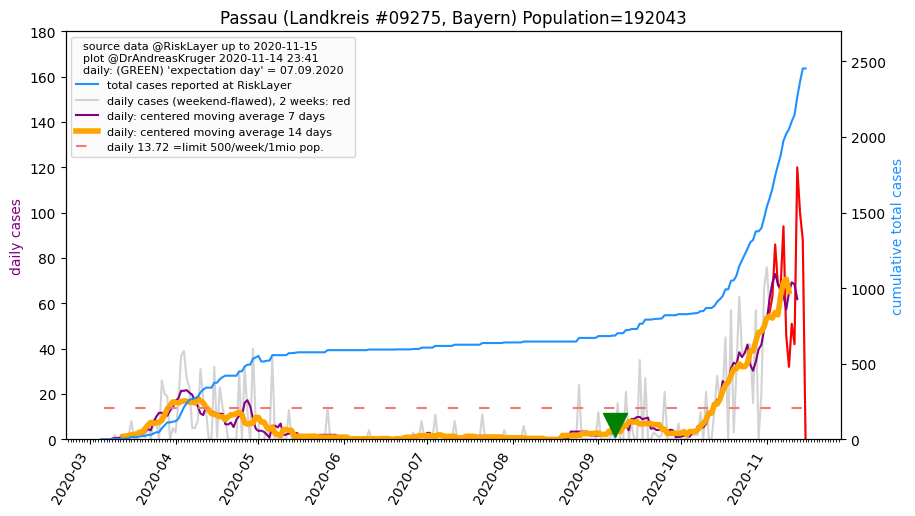 Passau (Landkreis #09275, Bayern) Population=192043
source data @RiskLayer up to 2020-11-15
plot @DrAndreasKruger 2020-11-14 23:41
daily: (GREEN) 'expectation day' = 07.09.2020
total cases reported at RiskLayer
daily cases (weekend-flawed), 2 weeks: red
daily: centered moving average 7 days
daily: centered moving average 14 days
daily 13.72 =limit 500/week/1mio pop.
daily cases
180
160
140
120
100
80
60
40
20
0
2500
2000
1500
1000
500
0
cumulative total cases
2020-03
2020-04
2020-05
2020-06
2020-07
2020-08
2020-09
2020-10
2020-11